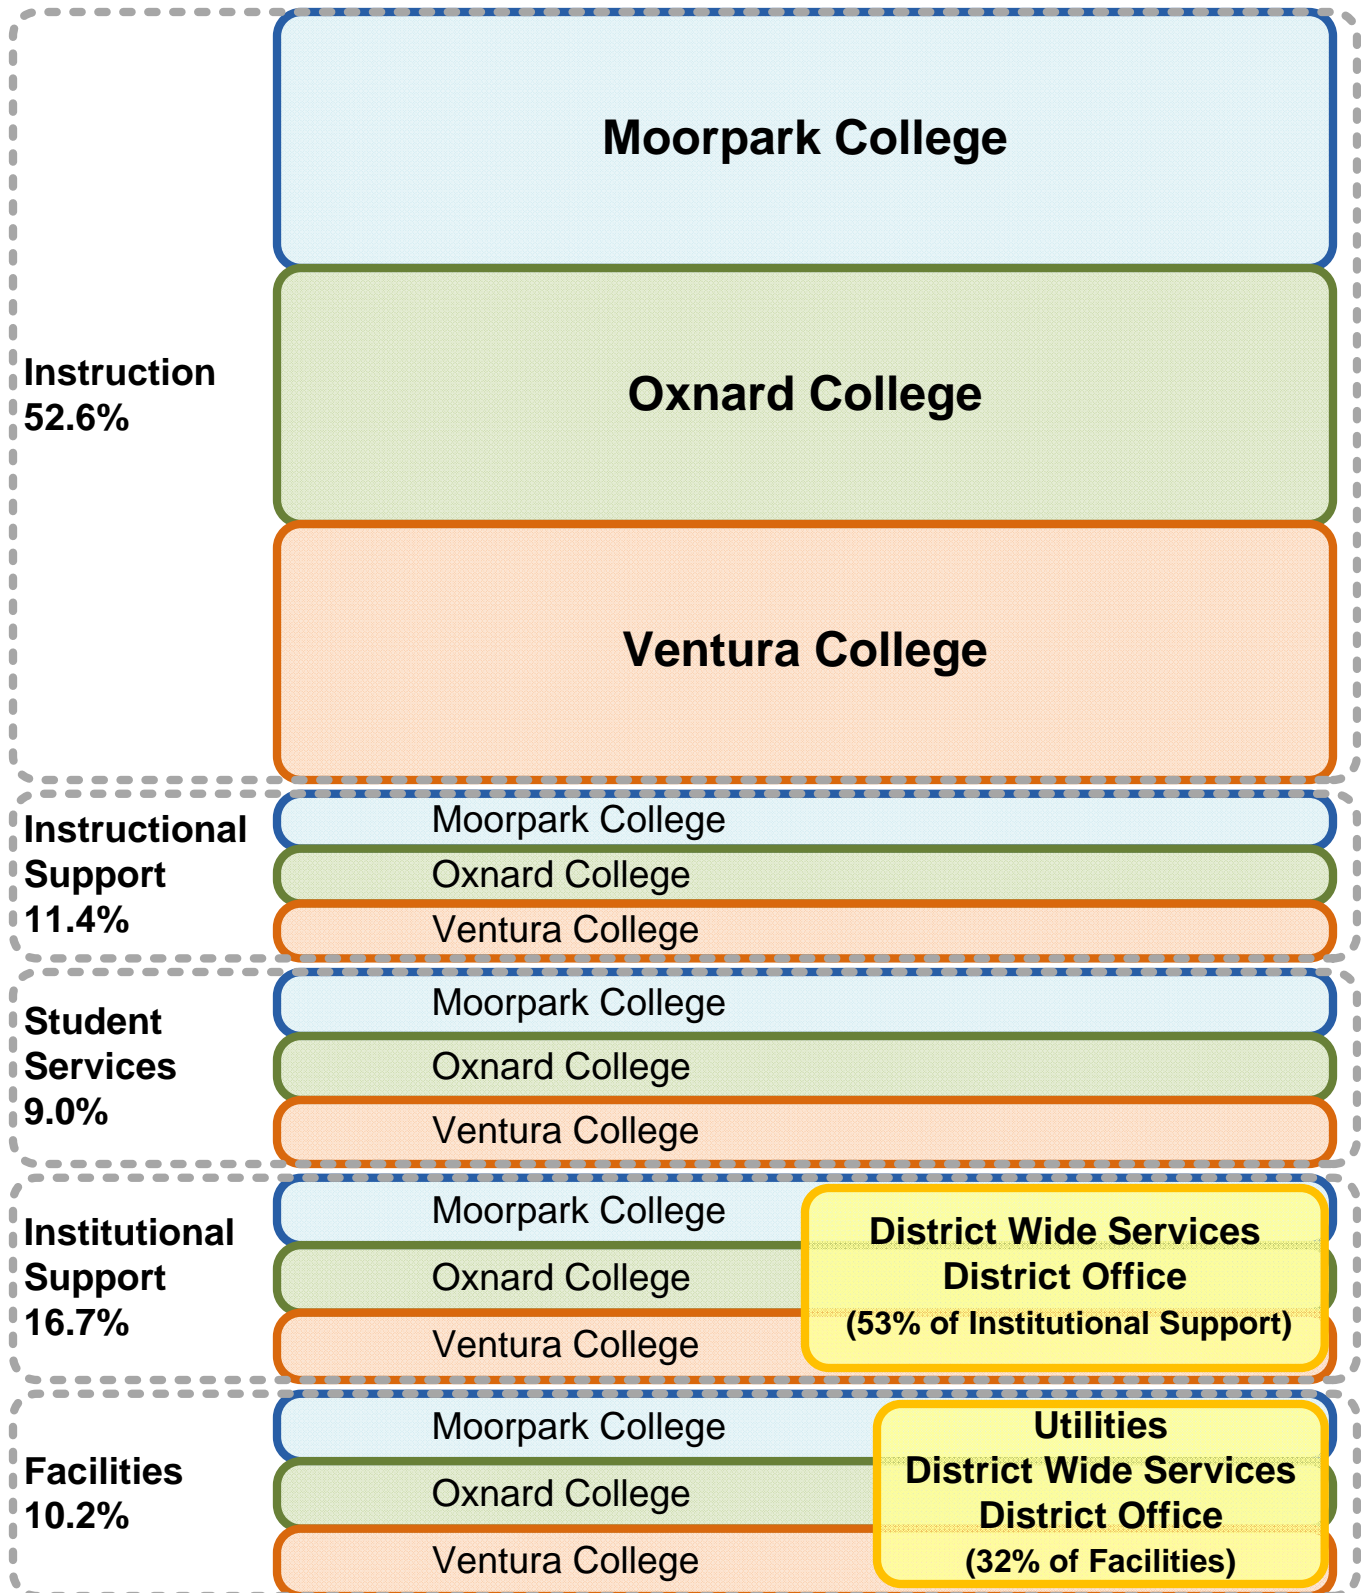 Moorpark College
Instruction
52.6%
Oxnard College
Ventura College
Instructional
Support
11.4%
Moorpark College
Oxnard College
Ventura College
Student
Services
9.0%
Moorpark College
Oxnard College
Ventura College
Institutional
Support
16.7%
Moorpark College
Oxnard College
Ventura College
District Wide Services
District Office
(53% of Institutional Support)
Facilities
10.2%
Moorpark College
Oxnard College
Ventura College
Utilities
District Wide Services
District Office
(32% of Facilities)